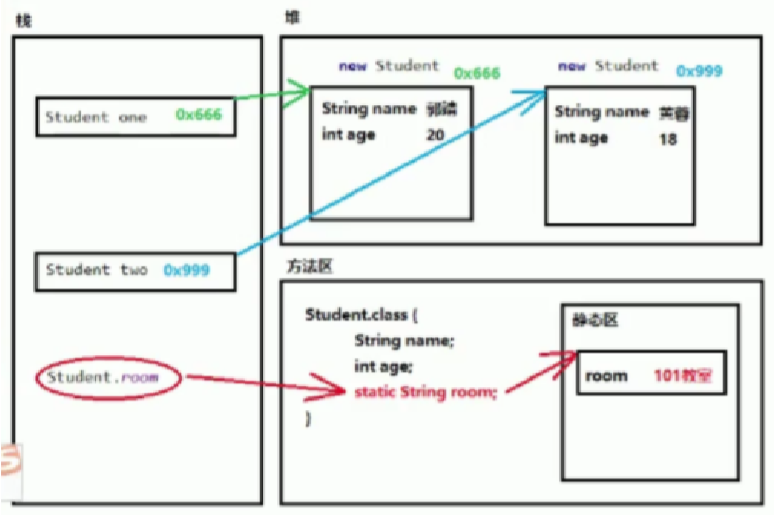 栈
Student one 0x666
Student two 0x999
Student.room
堆
new Student 0x666
String name 郭靖
int age 20
new Student 0x999
String name 黄蓉
int age 18
方法区
Student.class {
String name;
int age;
static String room;
}
静态区
room 101教室